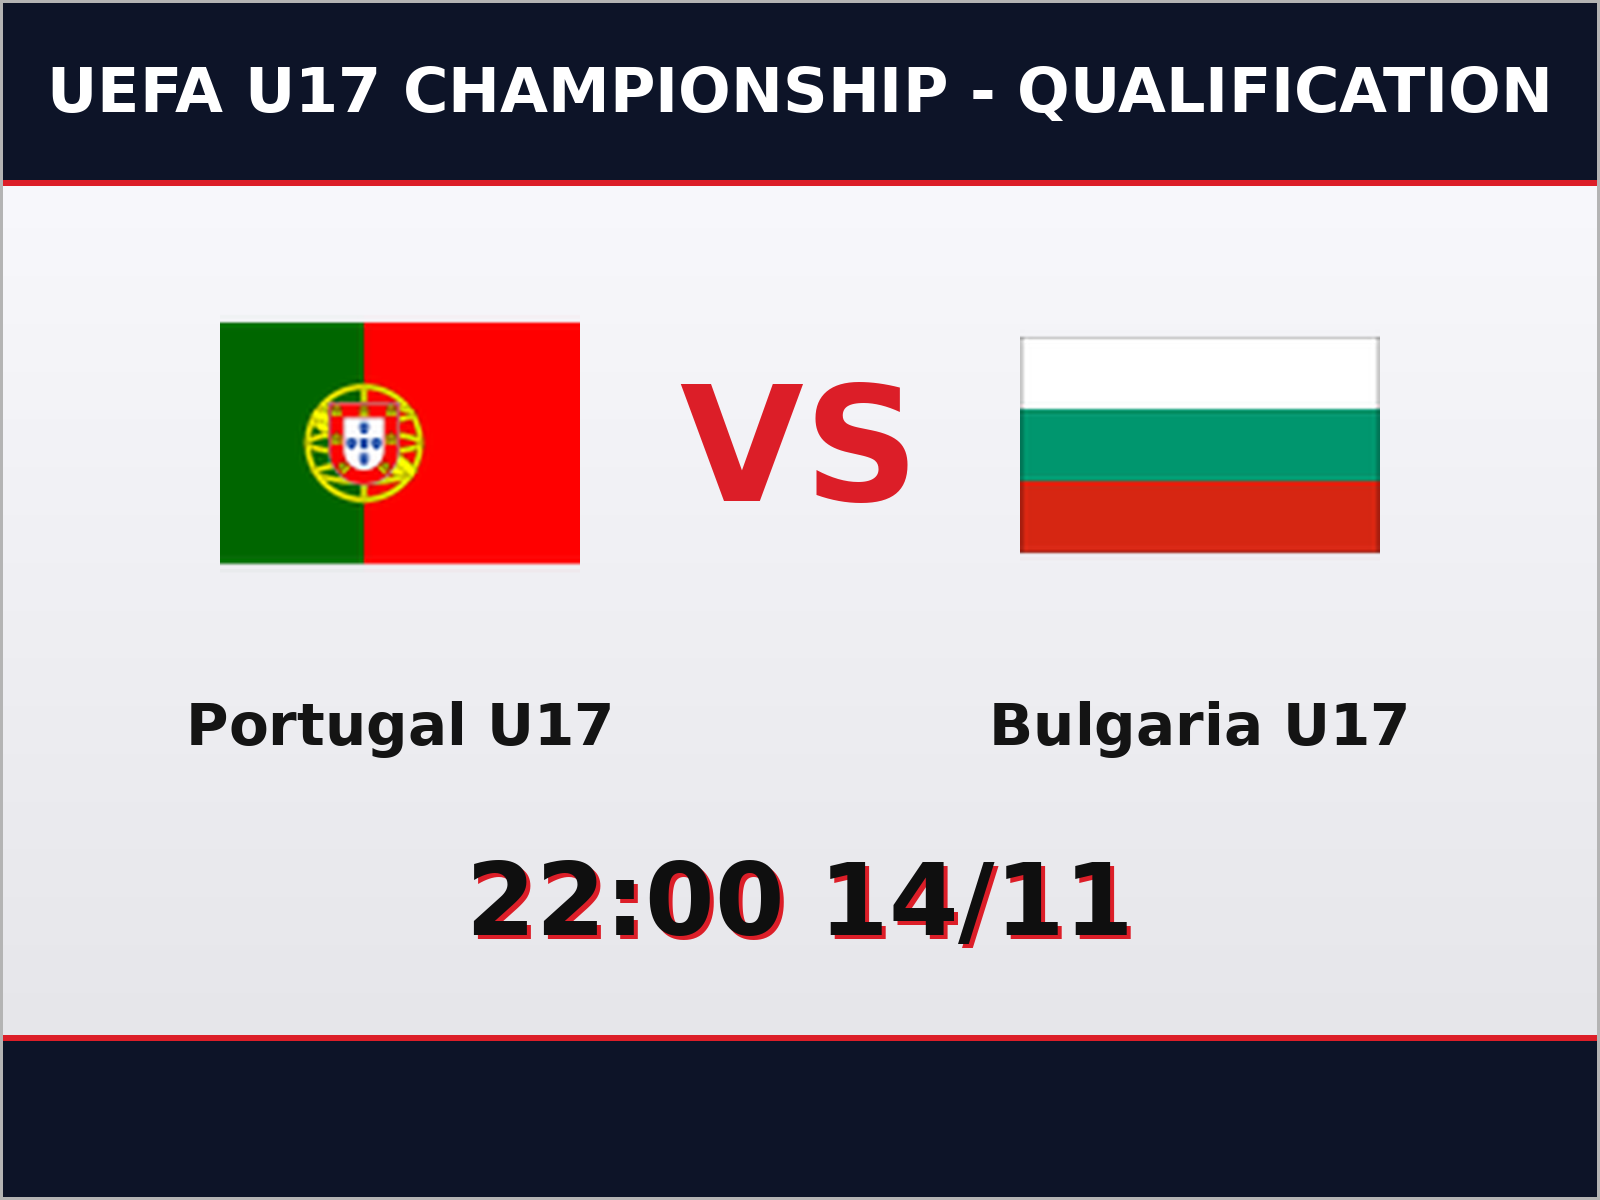 UEFA U17 CHAMPIONSHIP - QUALIFICATION
VS
Portugal U17
Bulgaria U17
22:00 14/11